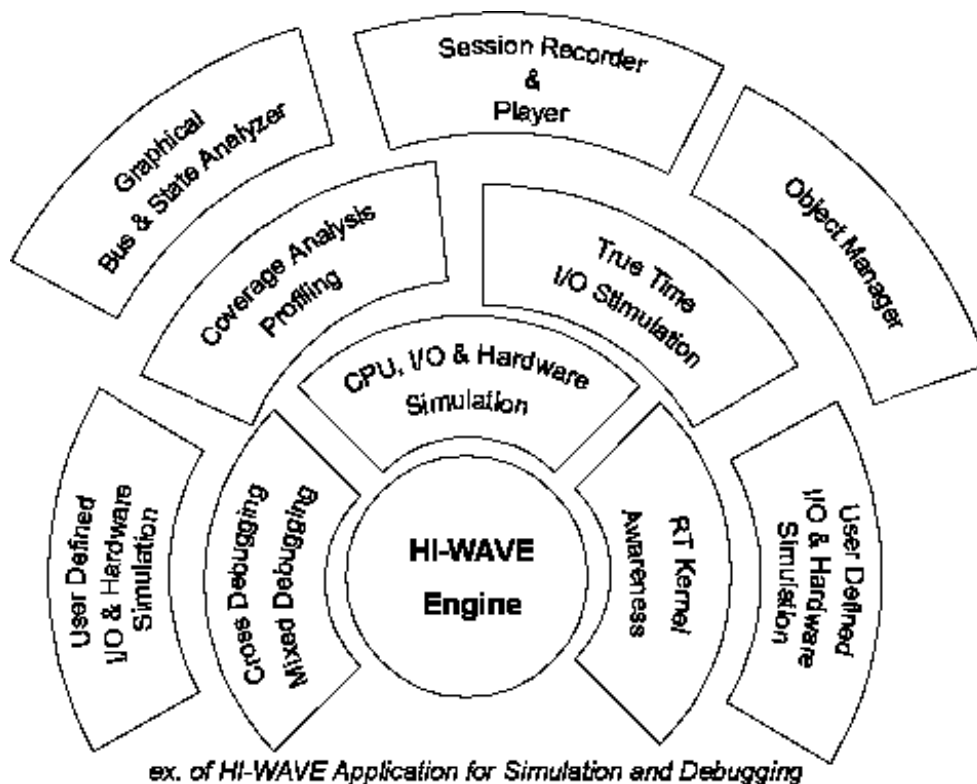 Session Recorder
&
Player
Graphical
Bus & State Analyzer
Object Manager
Coverage Analysis
Profiling
True Time
I/O Stimulation
CPU, I/O & Hardware
Simulation
User Defined
I/O & Hardware
Simulation
Cross Debugging
Mixed Debugging
HI-WAVE
Engine
RT Kernel
Awareness
User Defined
I/O & Hardware
Simulation
ex. of HI-WAVE Application for Simulation and Debugging